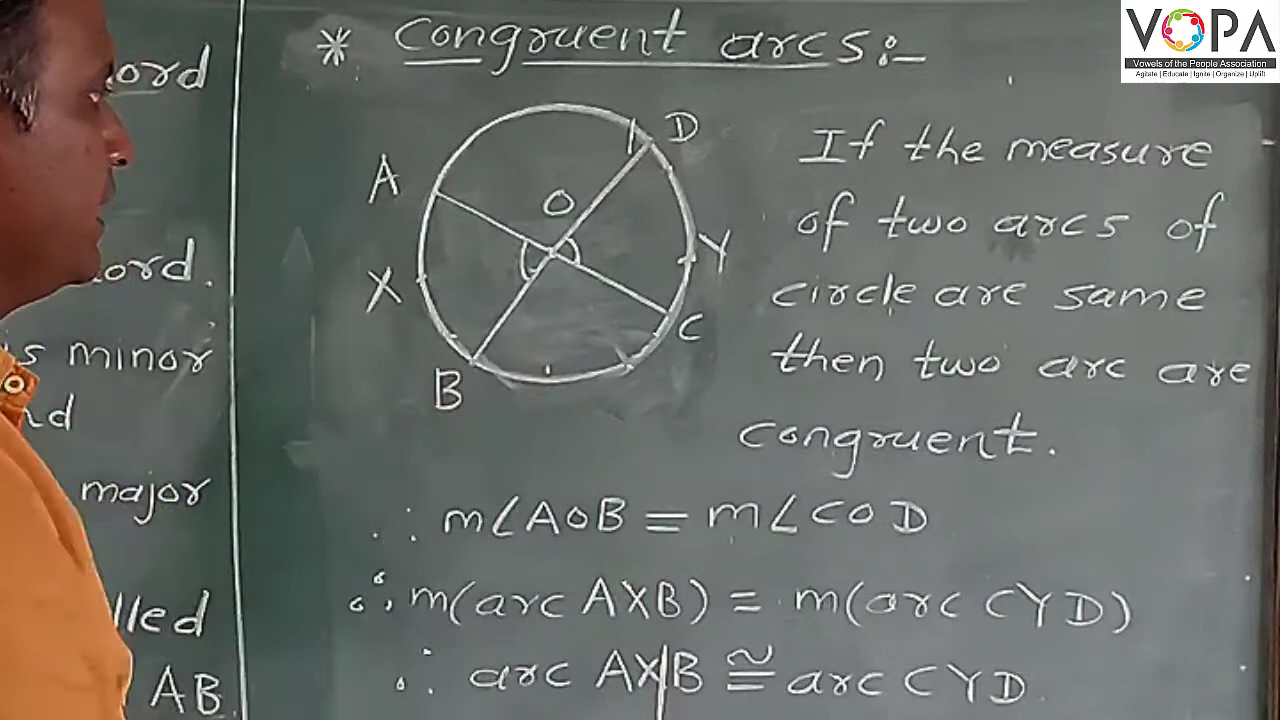 VOPA
Vowels of the People Association
Agitate | Educate | Ignite | Organize | Uplift
ord
ord.
is minor
nd
major
lled
AB
* Congruent arcs:-
A
D
O
X
Y
B
C
If the measure
of two arcs of
circle are same
then two arc are
congruent.
∴ m∠AOB = m∠COD
∴ m(arc AXB) = m(arc CYD)
∴ arc AXB ≅ arc CYD.